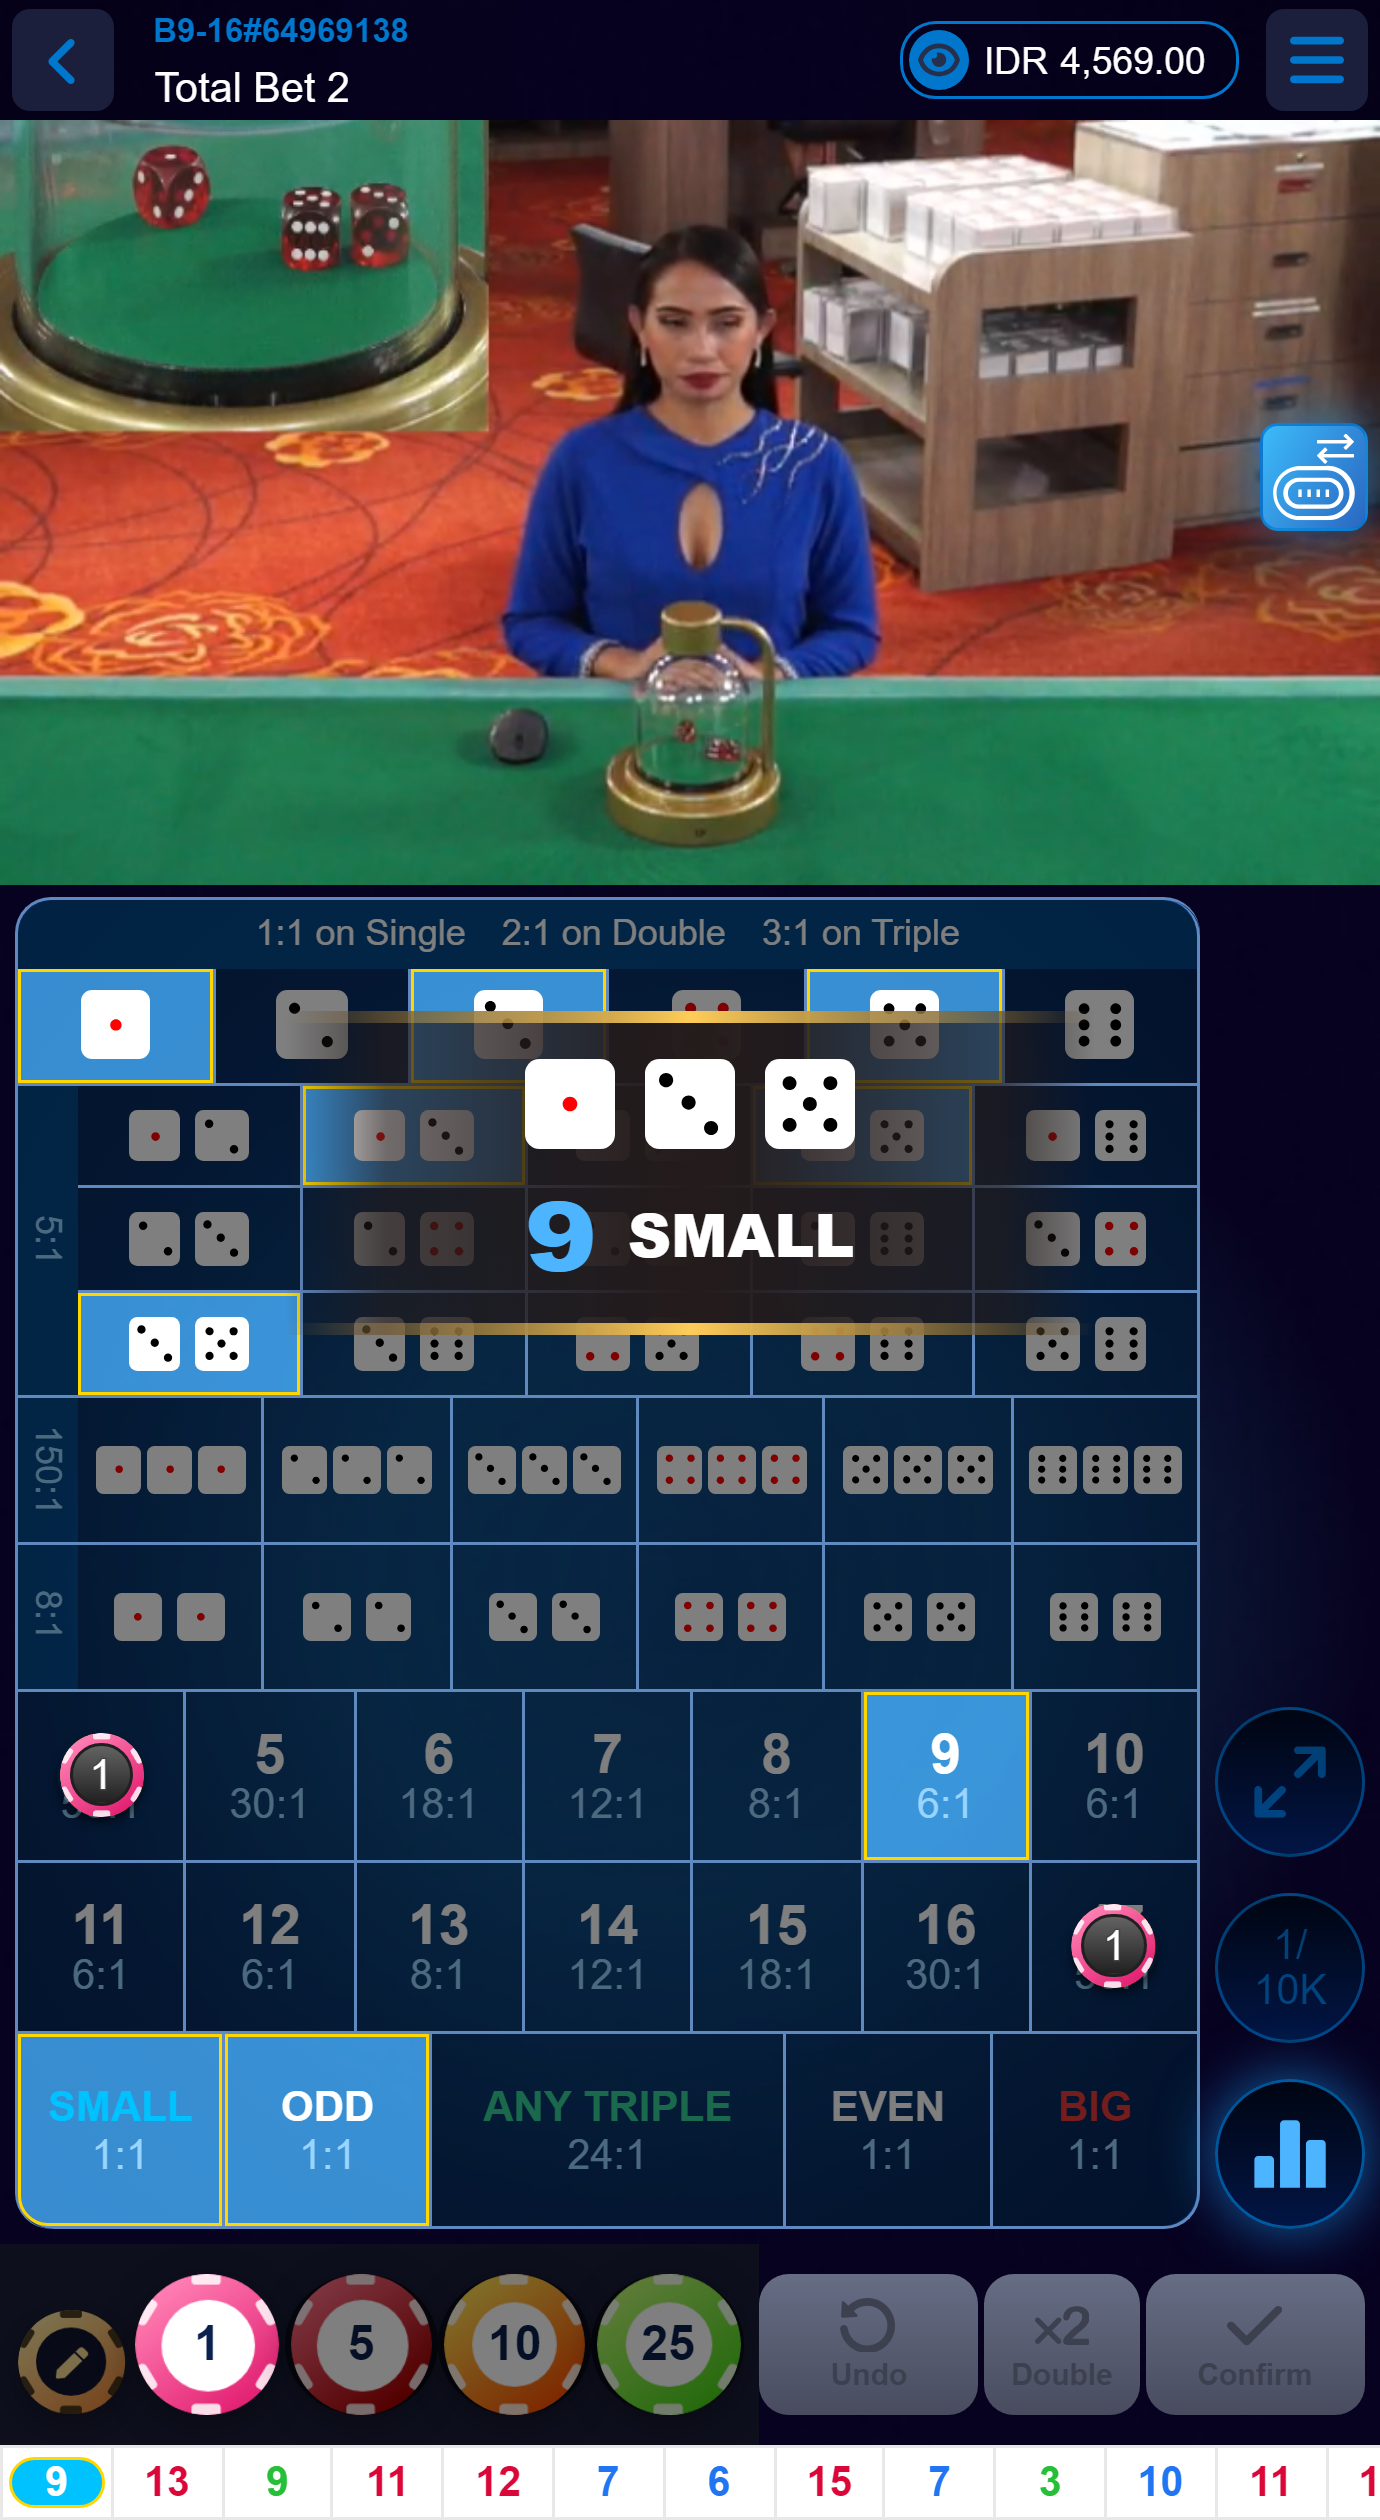 B9-16#64969138
Total Bet 2
IDR 4,569.00
1:1 on Single 2:1 on Double 3:1 on Triple
9 SMALL
5:1
150:1
8:1
1 5 6 7 8 9 10
30:1 18:1 12:1 8:1 6:1 6:1
11 12 13 14 15 16 1
6:1 6:1 8:1 12:1 18:1 30:1
1/
10K
SMALL ODD ANY TRIPLE EVEN BIG
1:1 1:1 24:1 1:1 1:1
1 5 10 25
Undo
x2
Double
Confirm
9 13 9 11 12 7 6 15 7 3 10 11